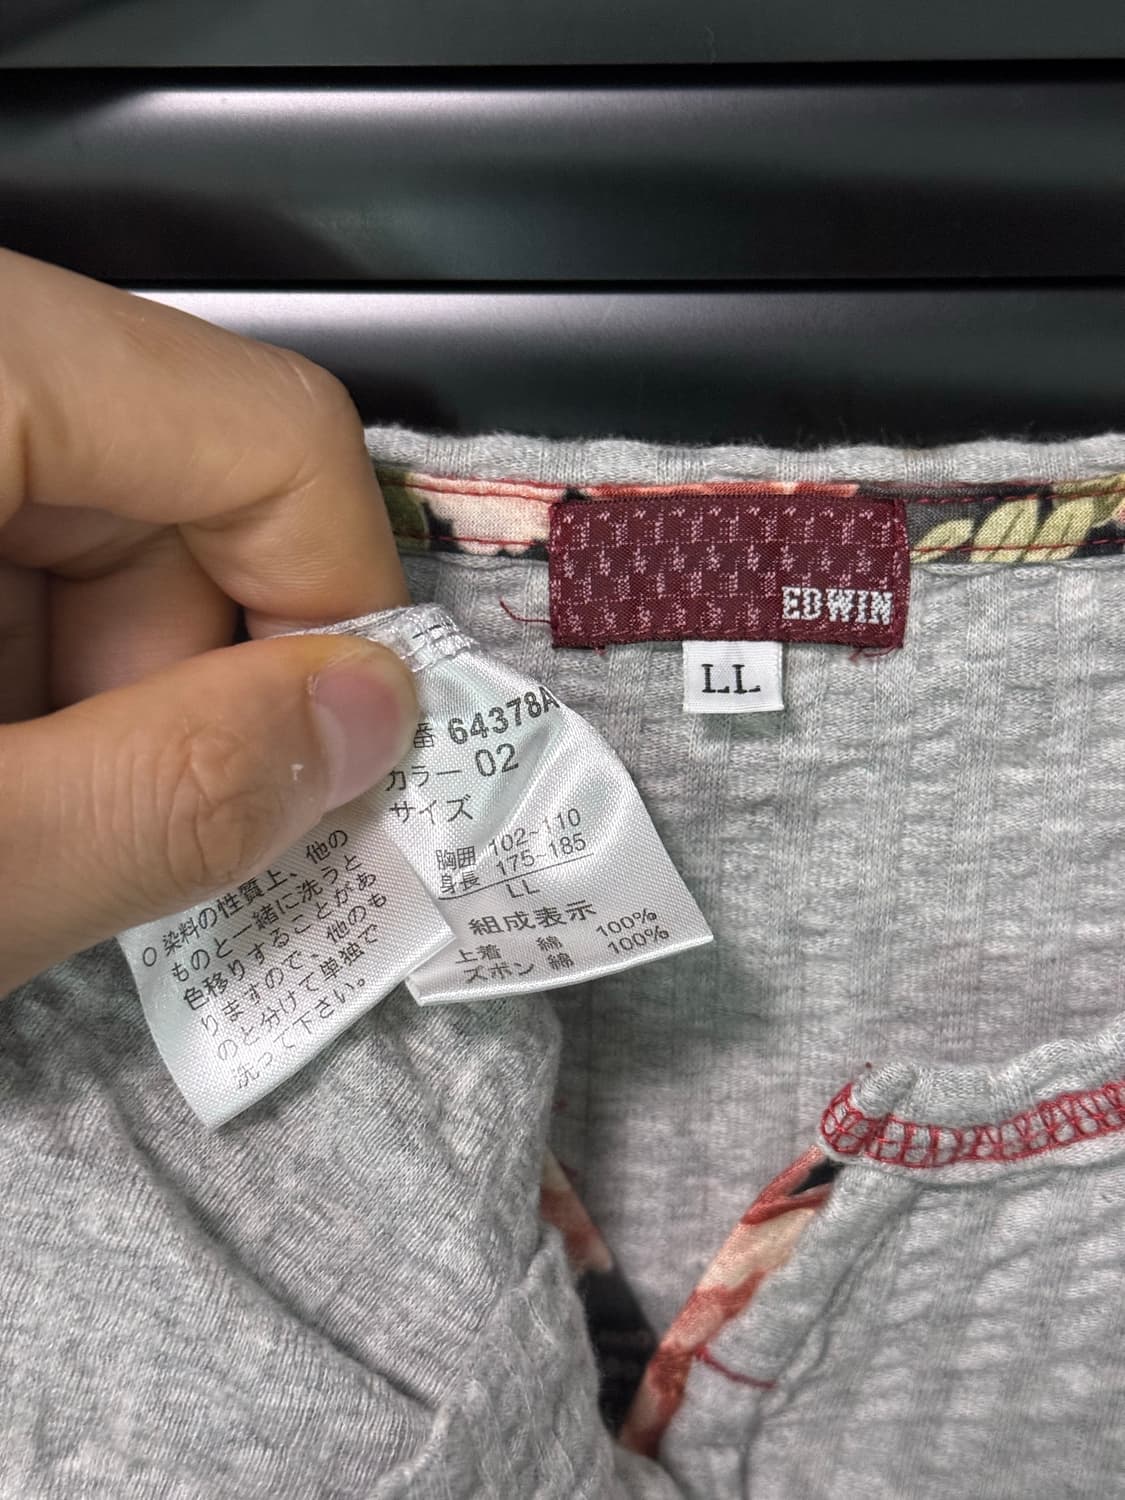 EDWIN
LL
番 64378A
カラー 02
サイズ
胸囲 102~110
身長 175~185
LL
組成表示
上着 綿 100%
ズボン 綿 100%
○染料の性質上、他の
ものと一緒に洗うと
色移りすることがあ
りますので、他のも
のと分けて単独で
洗って下さい。